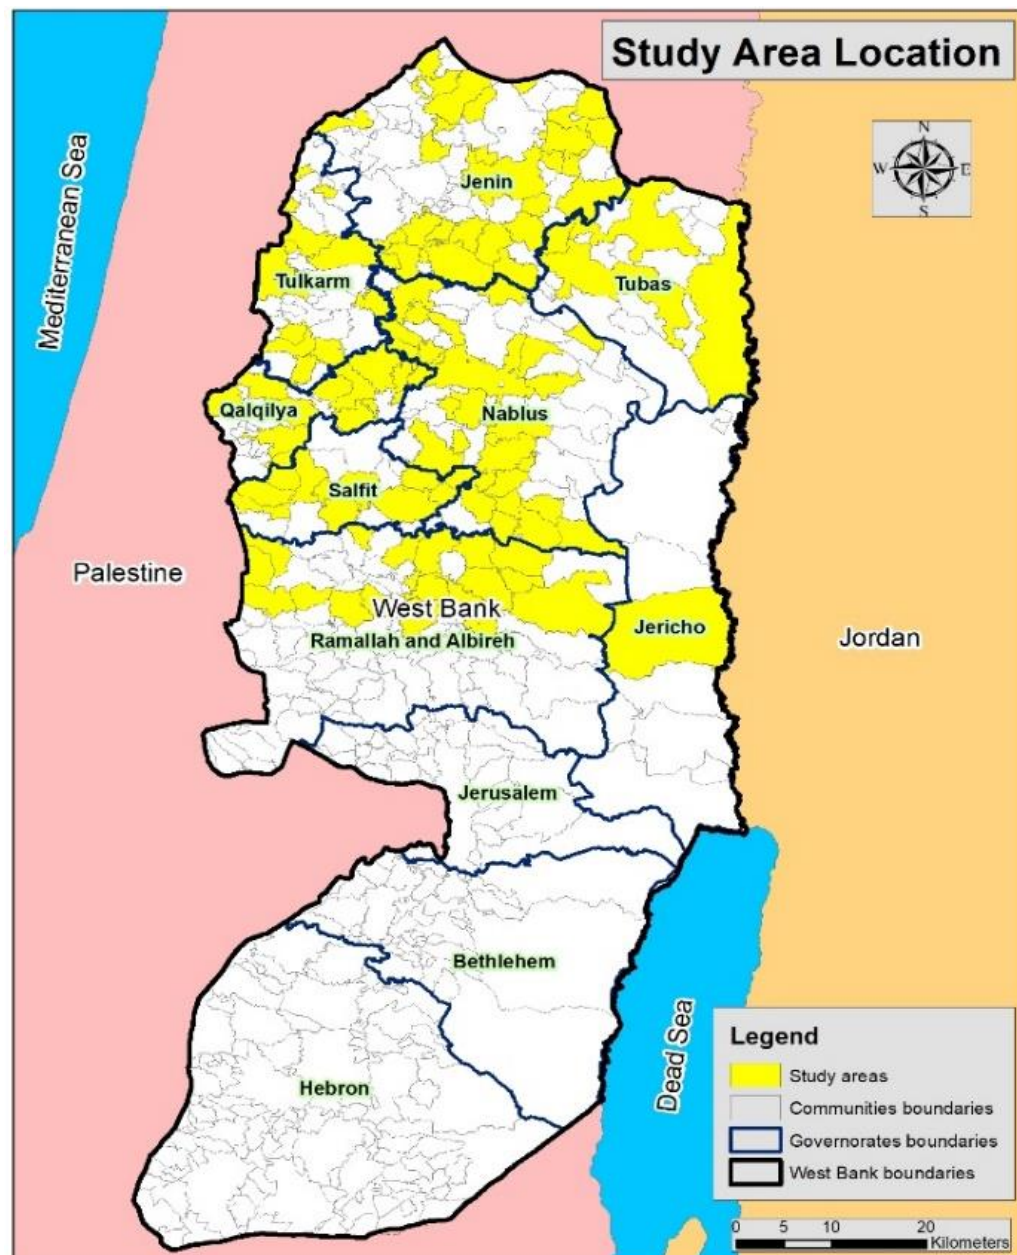 Study Area Location
N
W E
S
Mediterranean Sea
Jenin
Tulkarm
Tubas
Qalqilya
Nablus
Salfit
Palestine
West Bank
Jericho
Ramallah and Albireh
Jordan
Jerusalem
Bethlehem
Hebron
Dead Sea
Legend
Study areas
Communities boundaries
Governorates boundaries
West Bank boundaries
0 5 10 20
Kilometers